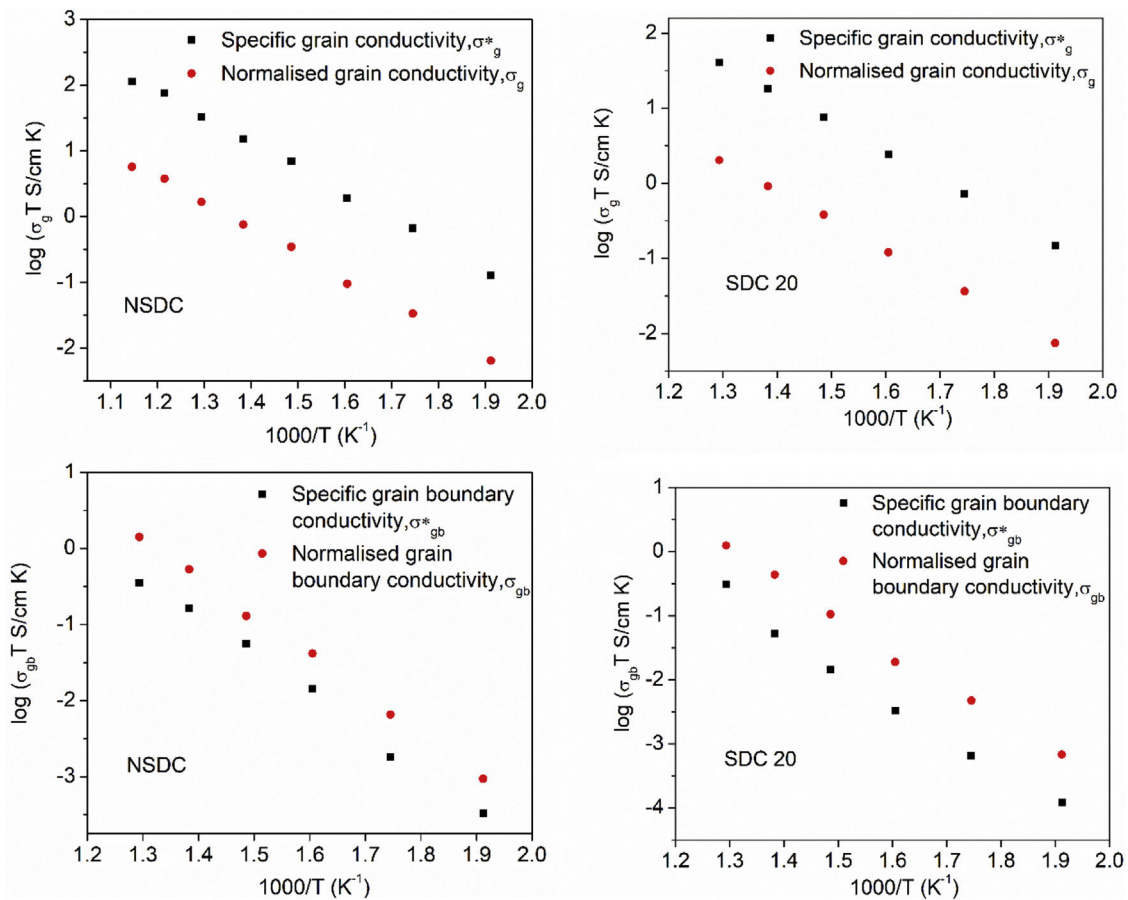 3
2
1
0
-1
-2
log (σgT S/cm K)
Specific grain conductivity,σ*g
Normalised grain conductivity,σg
NSDC
1.1 1.2 1.3 1.4 1.5 1.6 1.7 1.8 1.9 2.0
1000/T (K-1)
2
1
0
-1
-2
log (σgT S/cm K)
Specific grain conductivity,σ*g
Normalised grain conductivity,σg
SDC 20
1.2 1.3 1.4 1.5 1.6 1.7 1.8 1.9 2.0
1000/T (K-1)
1
0
-1
-2
-3
log (σgbT S/cm K)
Specific grain boundary
conductivity,σ*gb
Normalised grain
boundary conductivity,σgb
NSDC
1.2 1.3 1.4 1.5 1.6 1.7 1.8 1.9 2.0
1000/T (K-1)
1
0
-1
-2
-3
-4
log (σgbT S/cm K)
Specific grain boundary
conductivity,σ*gb
Normalised grain
boundary conductivity,σgb
SDC 20
1.2 1.3 1.4 1.5 1.6 1.7 1.8 1.9 2.0
1000/T (K-1)